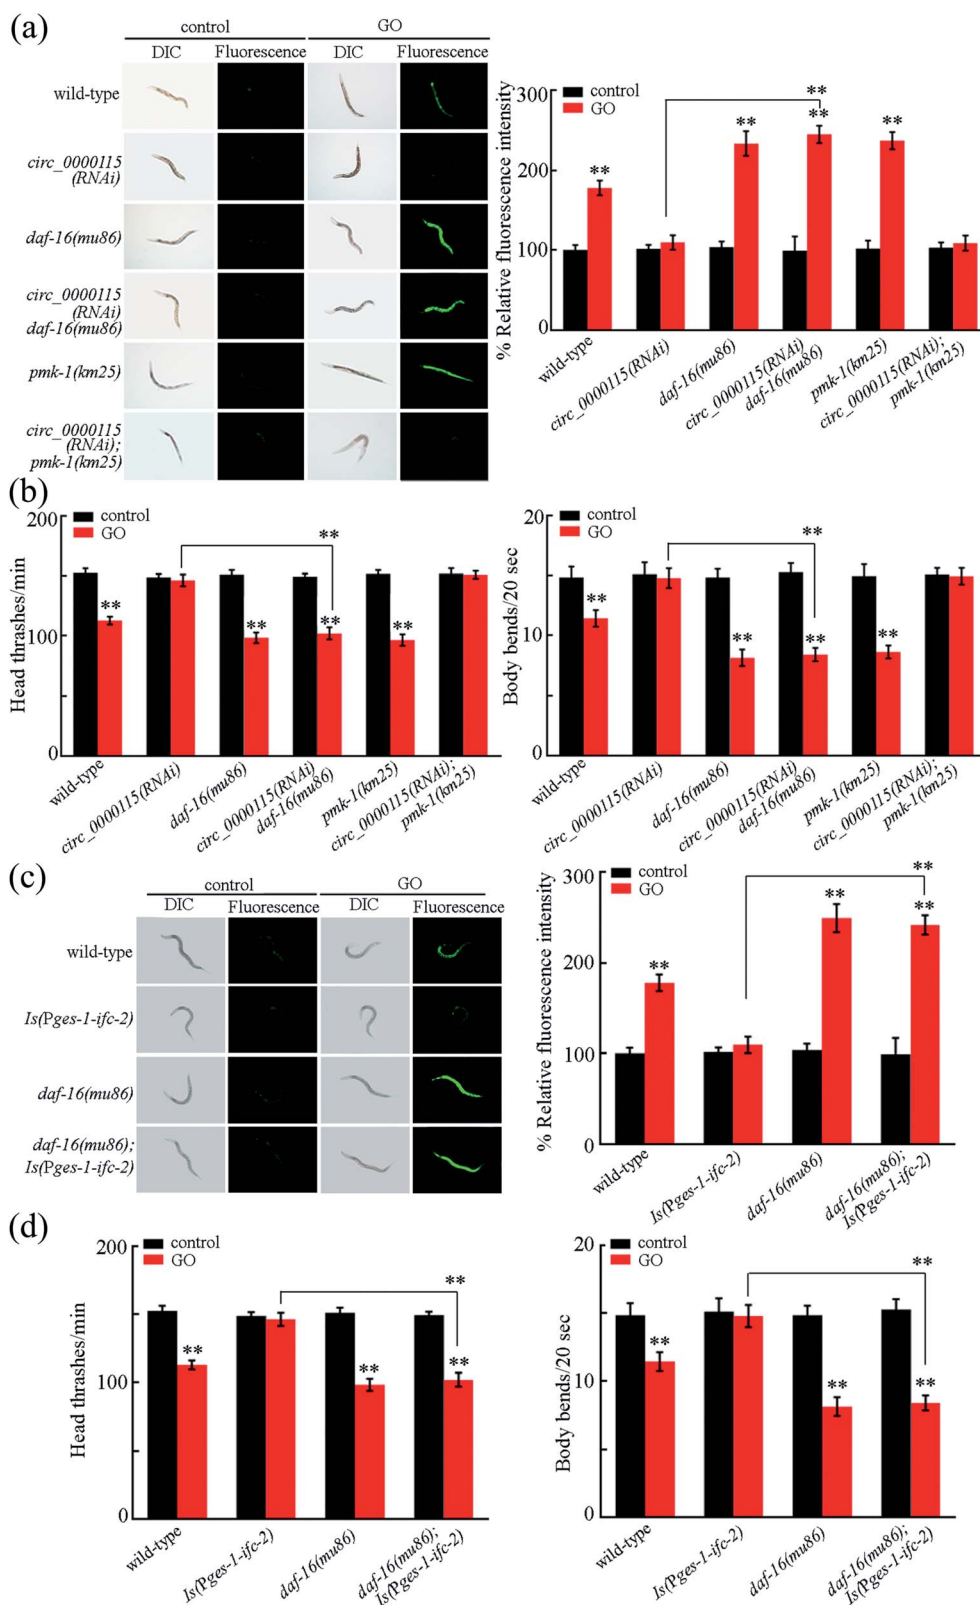 (a)
control GO
DIC Fluorescence DIC Fluorescence
wild-type
circ_0000115
(RNAi)
daf-16(mu86)
circ_0000115
(RNAi)
daf-16(mu86)
pmk-1(km25)
circ_0000115
(RNAi);
pmk-1(km25)
% Relative fluorescence intensity
300
200
100
0
control
GO
**
**
**
**
**
wild-type
circ_0000115(RNAi)
daf-16(mu86)
circ_0000115(RNAi)
daf-16(mu86)
pmk-1(km25)
circ_0000115(RNAi);
pmk-1(km25)
(b)
Head thrashes/min
200
100
0
control
GO
**
**
**
**
**
wild-type
circ_0000115(RNAi)
daf-16(mu86)
circ_0000115(RNAi)
daf-16(mu86)
pmk-1(km25)
circ_0000115(RNAi);
pmk-1(km25)
Body bends/20 sec
20
10
0
control
GO
**
**
**
**
**
wild-type
circ_0000115(RNAi)
daf-16(mu86)
circ_0000115(RNAi)
daf-16(mu86)
pmk-1(km25)
circ_0000115(RNAi);
pmk-1(km25)
(c)
control GO
DIC Fluorescence DIC Fluorescence
wild-type
Is(Pges-1-ifc-2)
daf-16(mu86)
daf-16(mu86);
Is(Pges-1-ifc-2)
% Relative fluorescence intensity
300
200
100
0
control
GO
**
**
**
**
wild-type
Is(Pges-1-ifc-2)
daf-16(mu86)
daf-16(mu86);
Is(Pges-1-ifc-2)
(d)
Head thrashes/min
200
100
0
control
GO
**
**
**
**
wild-type
Is(Pges-1-ifc-2)
daf-16(mu86)
daf-16(mu86);
Is(Pges-1-ifc-2)
Body bends/20 sec
20
10
0
control
GO
**
**
**
**
wild-type
Is(Pges-1-ifc-2)
daf-16(mu86)
daf-16(mu86);
Is(Pges-1-ifc-2)